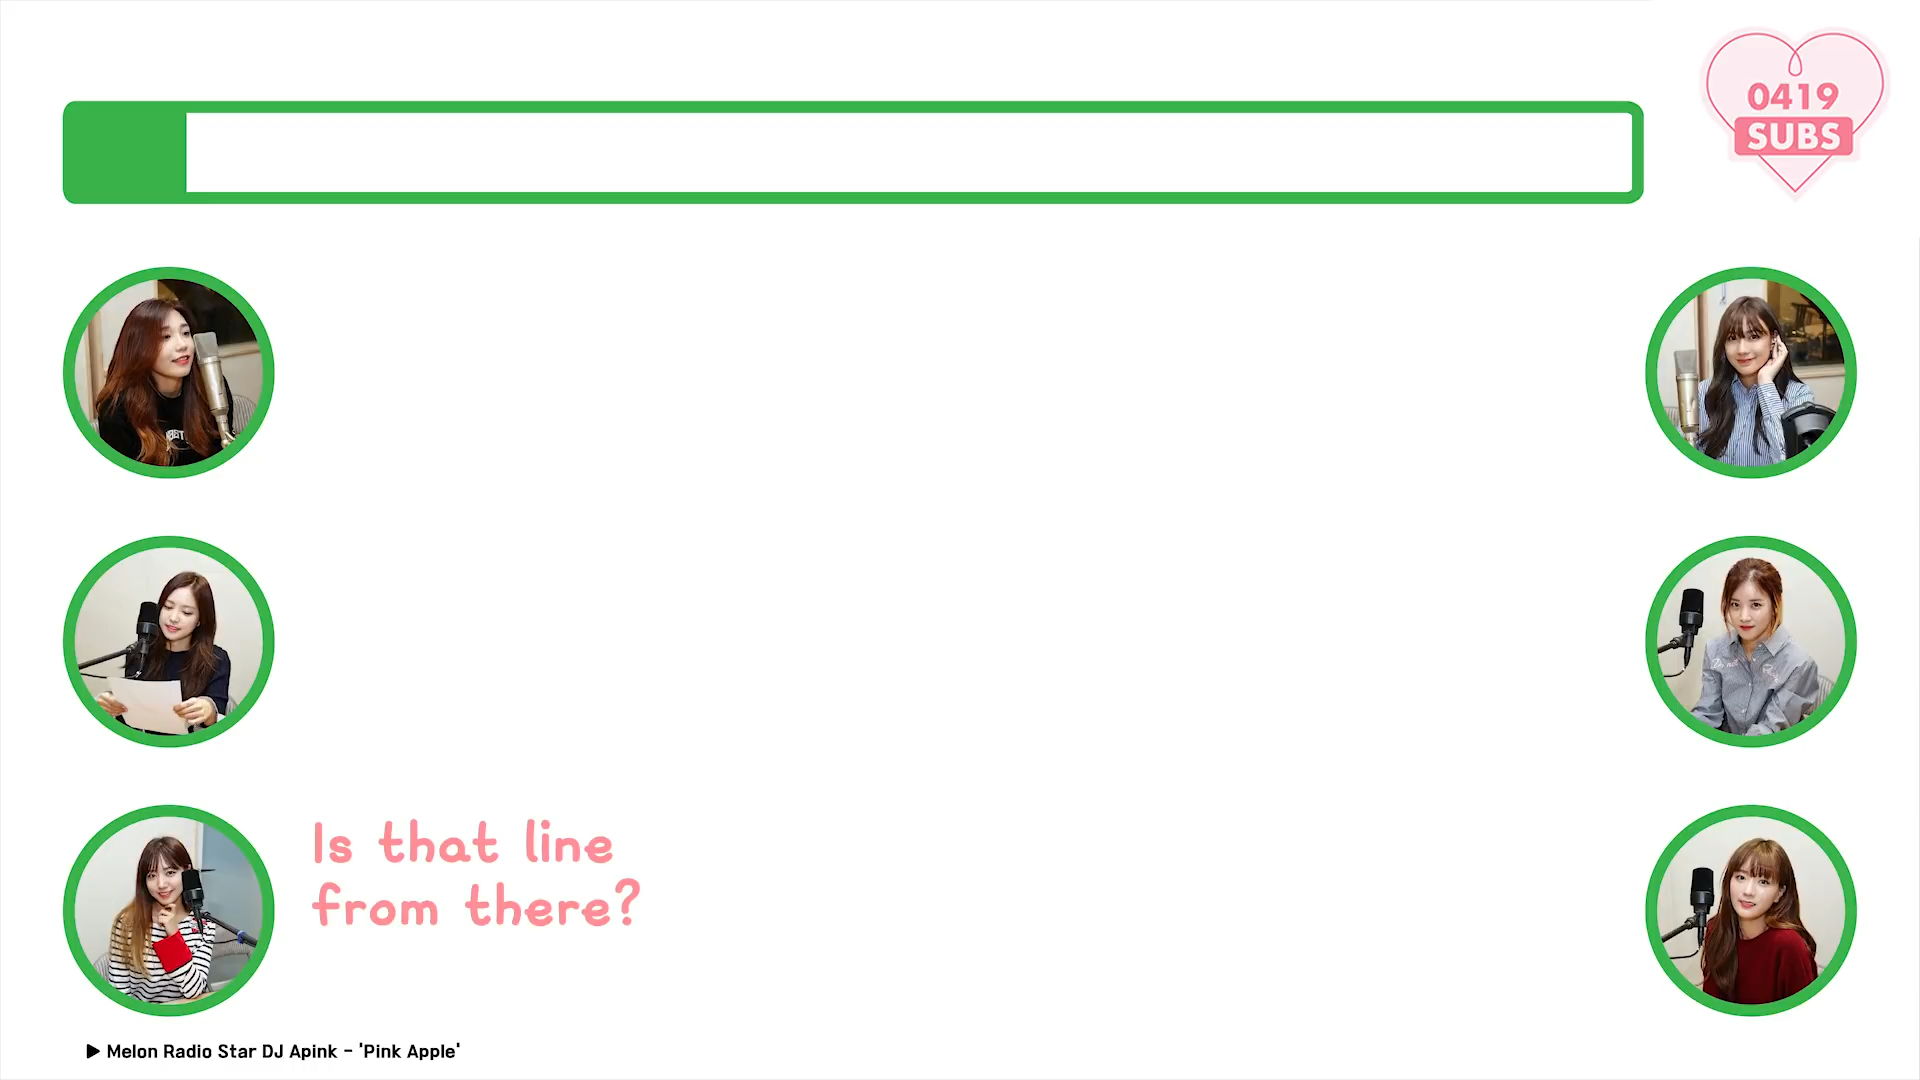 0419
SUBS
Is that line
from there?
▶ Melon Radio Star DJ Apink - 'Pink Apple'